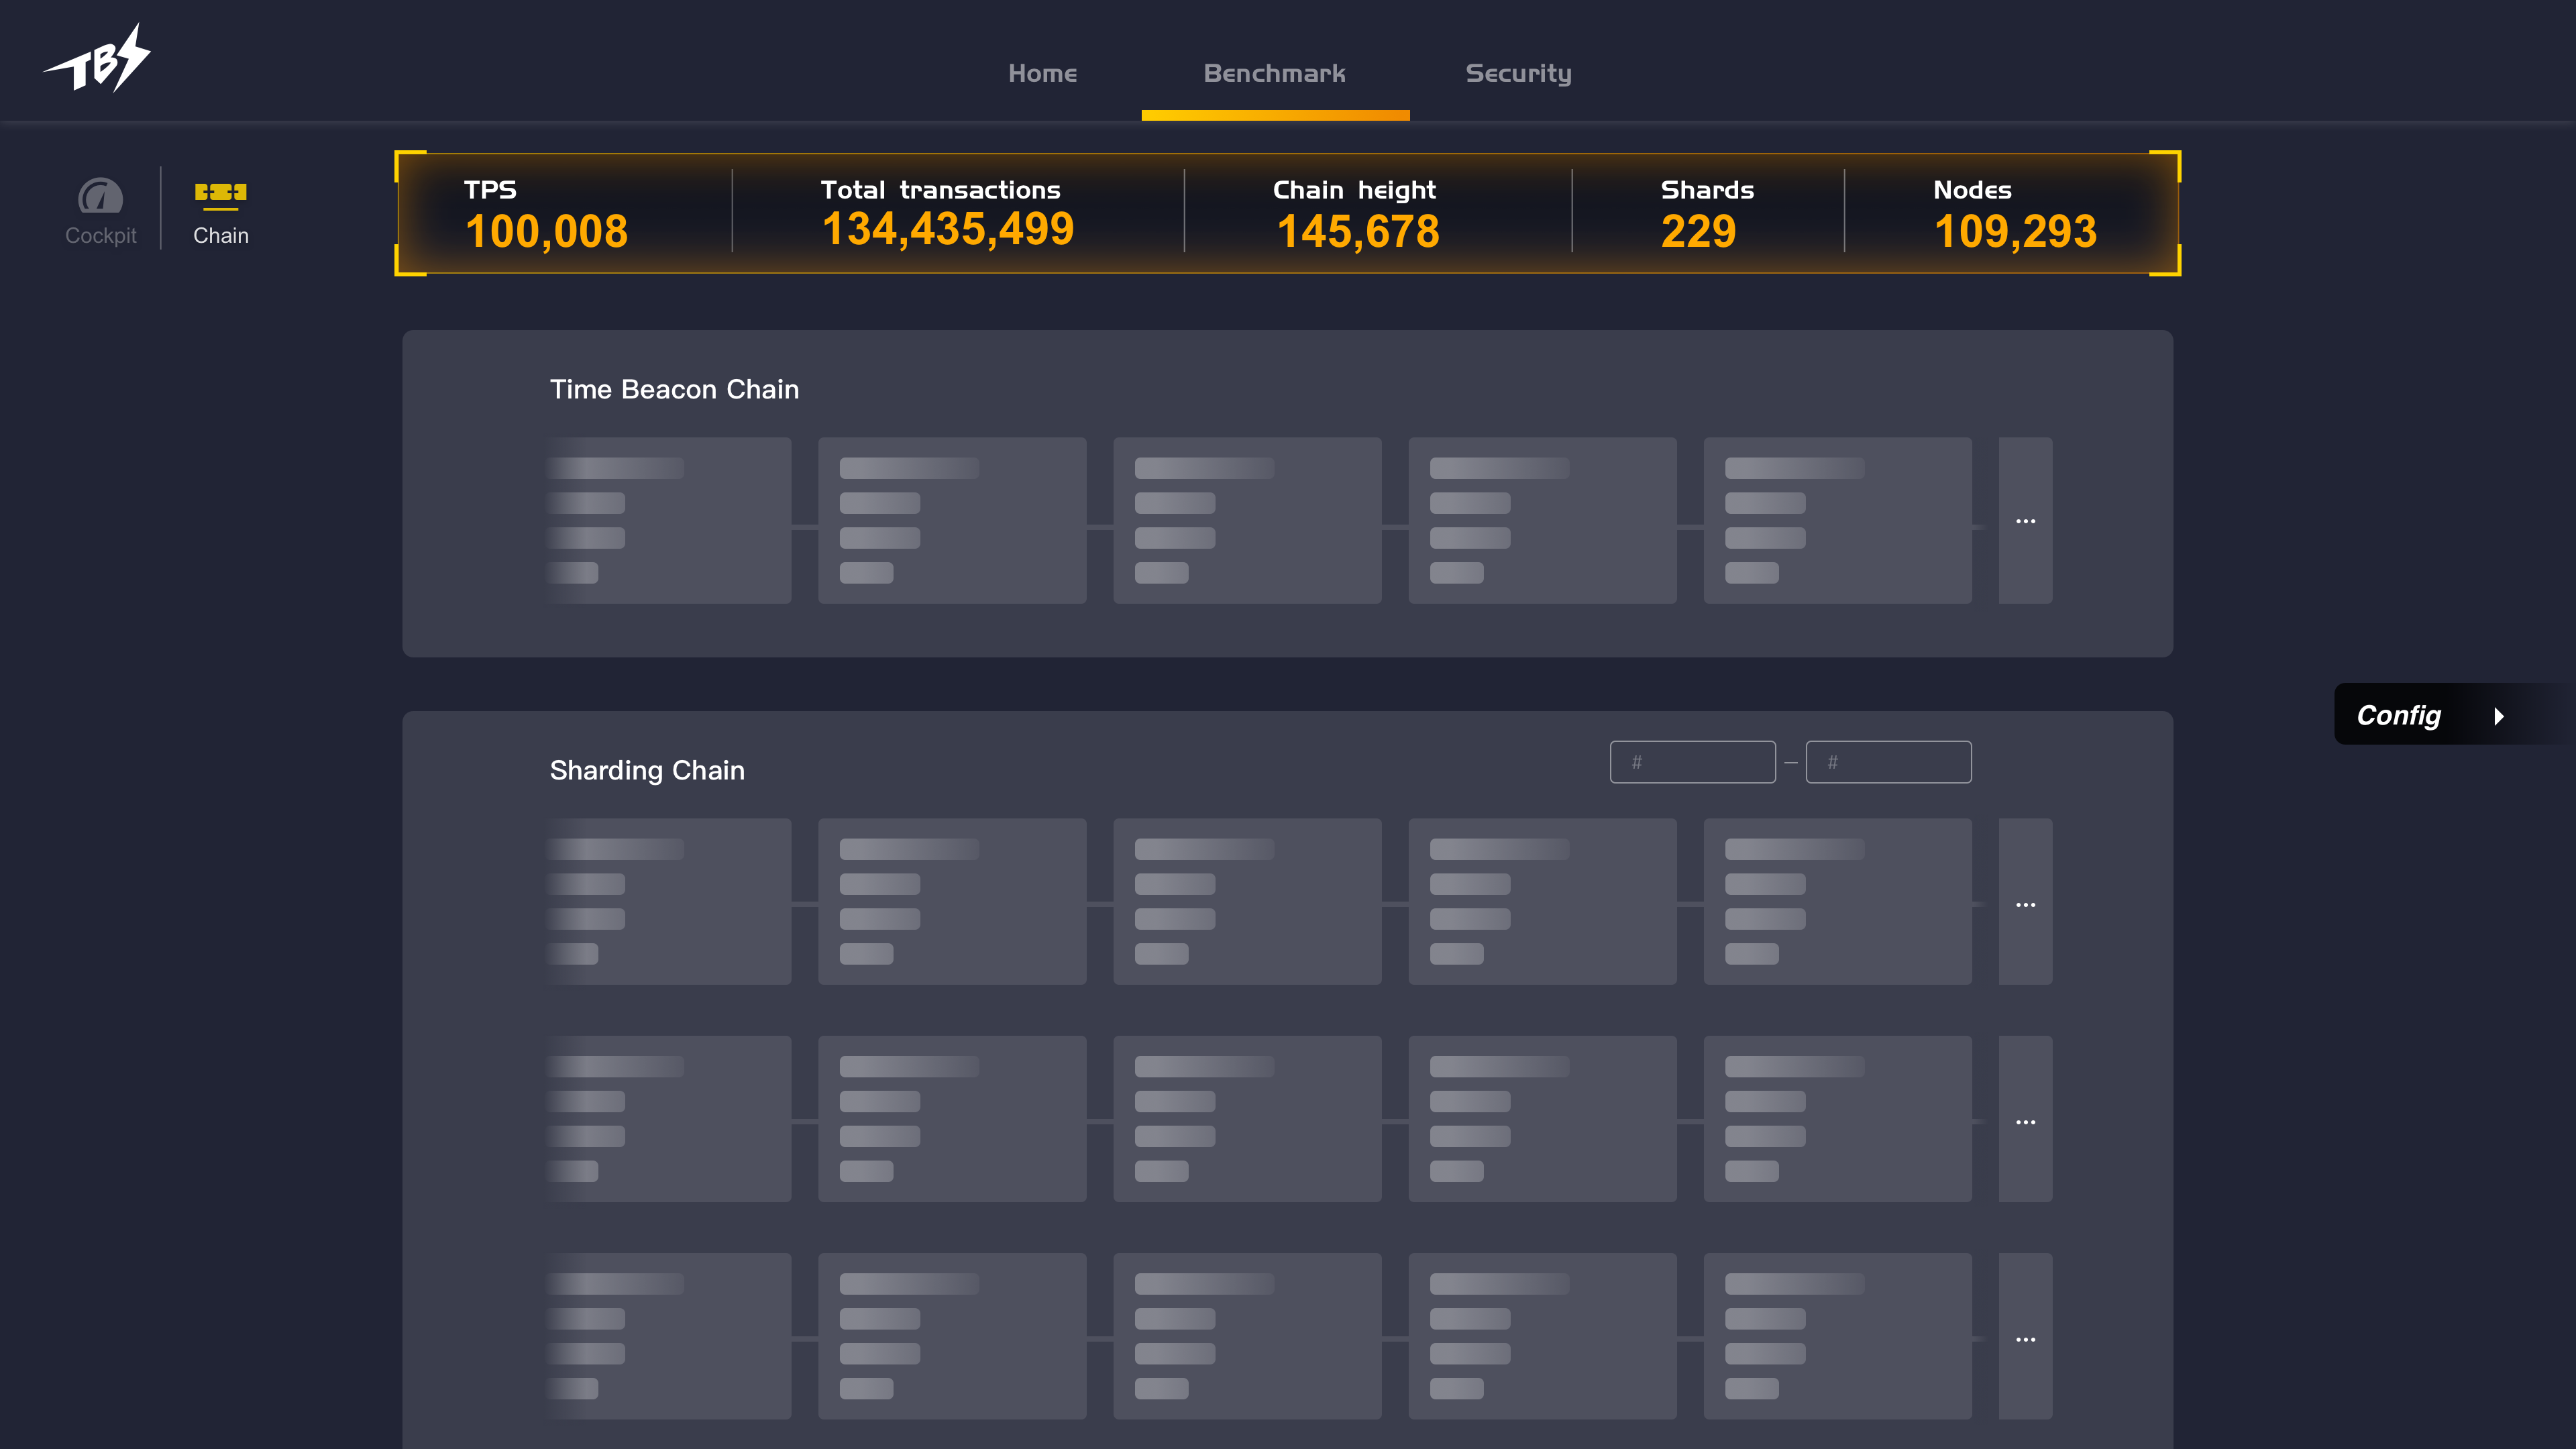 TBS
Home Benchmark Security
Cockpit Chain
TPS Total transactions Chain height Shards Nodes
100,008 134,435,499 145,678 229 109,293
Time Beacon Chain
...
Config
Sharding Chain # – #
...
...
...